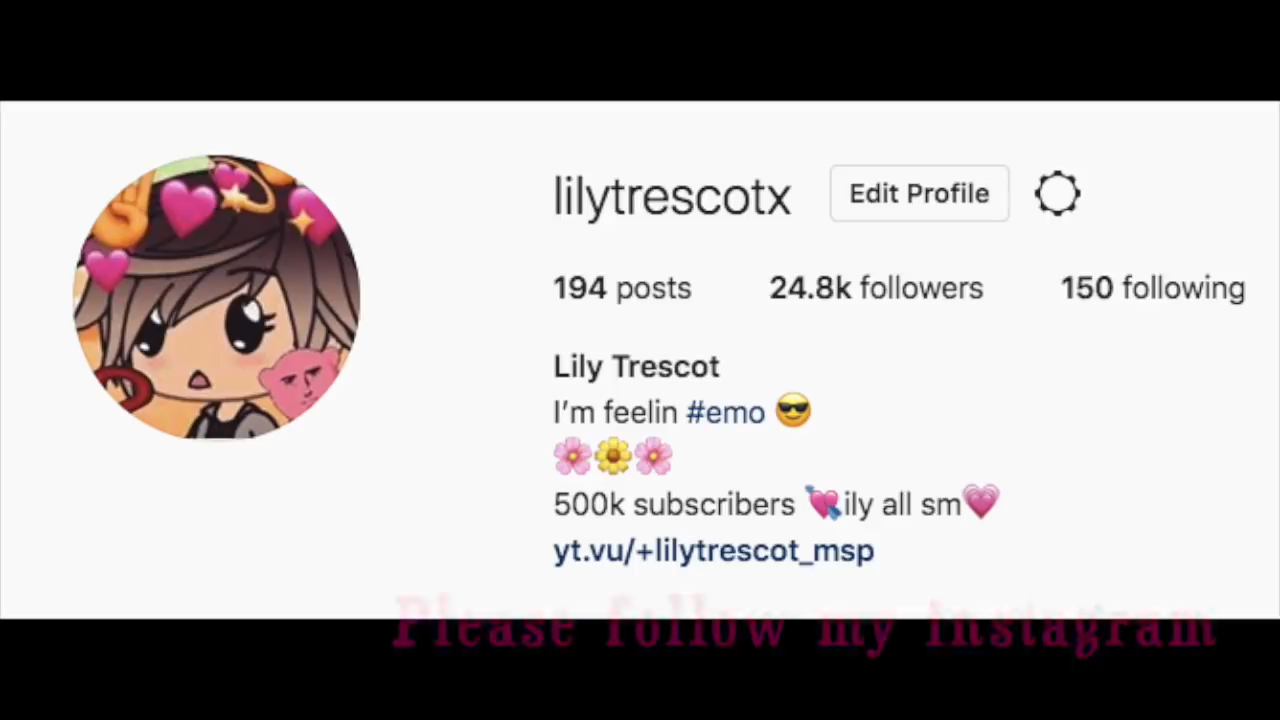 lilytrescotx Edit Profile
194 posts 24.8k followers 150 following
Lily Trescot
I’m feelin #emo 😎
🌸🌼🌸
500k subscribers 💘ily all sm💗
yt.vu/+lilytrescot_msp
Please follow my instagram